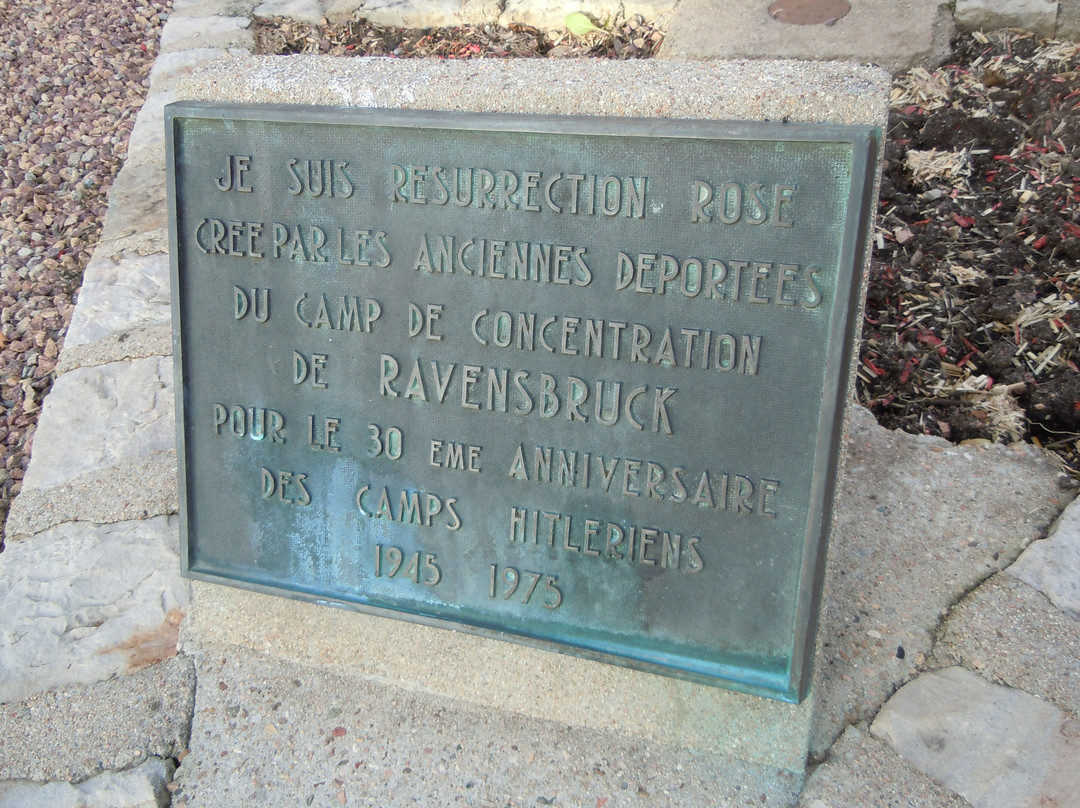 JE SUIS RESURRECTION ROSE
CREE PAR LES ANCIENNES DEPORTEES
DU CAMP DE CONCENTRATION
DE RAVENSBRUCK
POUR LE 30 EME ANNIVERSAIRE
DES CAMPS HITLERIENS
1945 1975